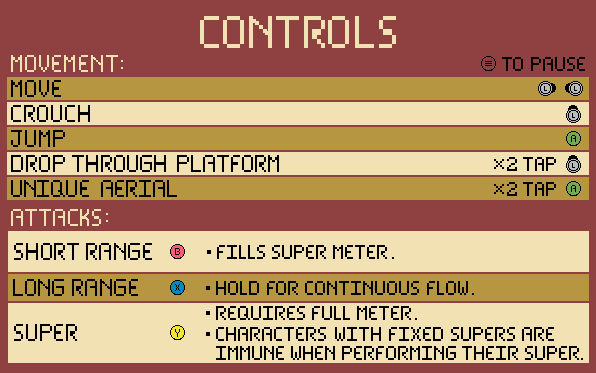 CONTROLS
MOVEMENT: TO PAUSE
MOVE L L
CROUCH L
JUMP A
DROP THROUGH PLATFORM ×2 TAP L
UNIQUE AERIAL ×2 TAP A
ATTACKS:
SHORT RANGE B • FILLS SUPER METER.
LONG RANGE X • HOLD FOR CONTINUOUS FLOW.
SUPER Y • REQUIRES FULL METER.
• CHARACTERS WITH FIXED SUPERS ARE
IMMUNE WHEN PERFORMING THEIR SUPER.